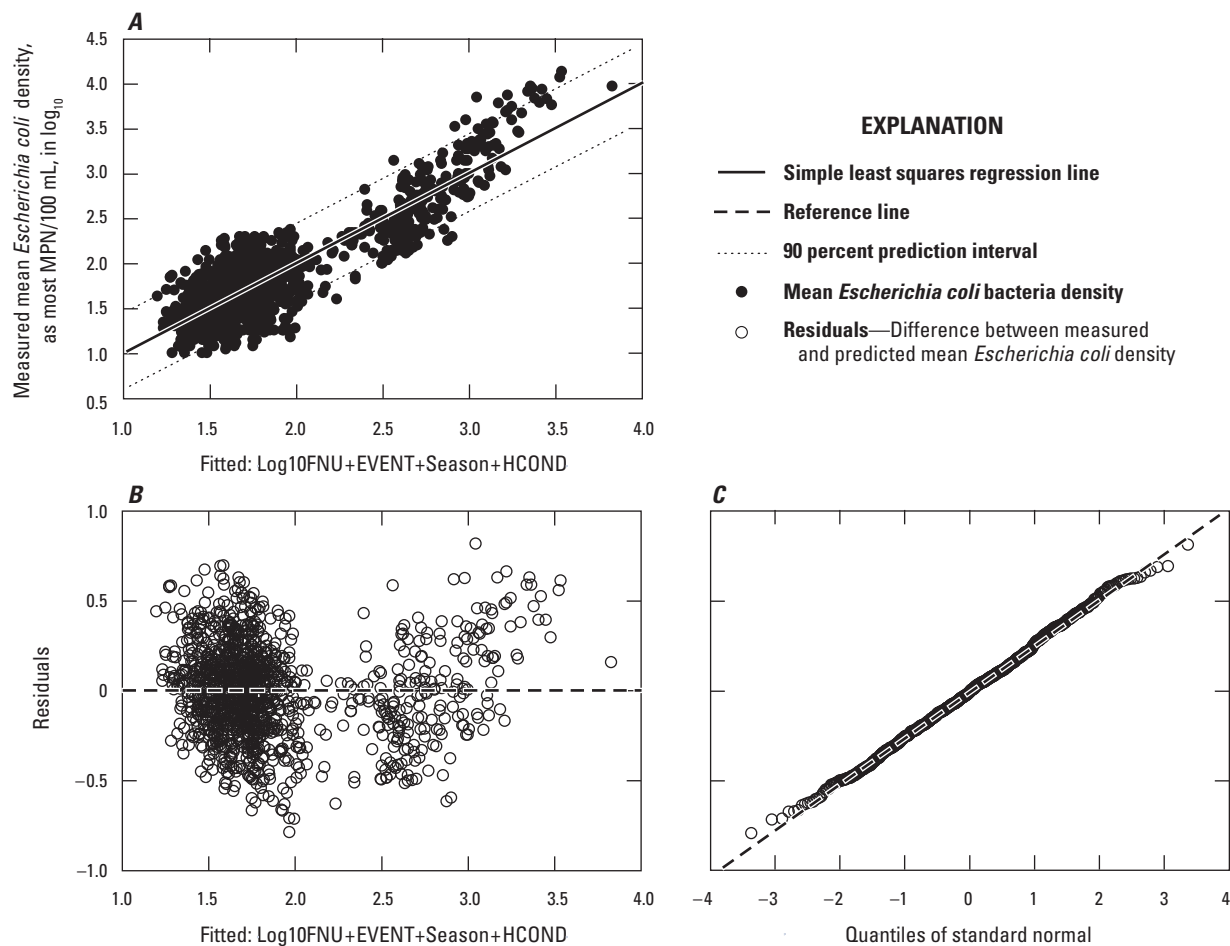 A
Measured mean Escherichia coli density,
as most MPN/100 mL, in log10
4.5
4.0
3.5
3.0
2.5
2.0
1.5
1.0
0.5
1.0 1.5 2.0 2.5 3.0 3.5 4.0
Fitted: Log10FNU+EVENT+Season+HCOND
EXPLANATION
Simple least squares regression line
Reference line
90 percent prediction interval
Mean Escherichia coli bacteria density
Residuals—Difference between measured
and predicted mean Escherichia coli density
B
Residuals
1.0
0.5
0
−0.5
−1.0
1.0 1.5 2.0 2.5 3.0 3.5 4.0
Fitted: Log10FNU+EVENT+Season+HCOND
C
−4 −3 −2 −1 0 1 2 3 4
Quantiles of standard normal